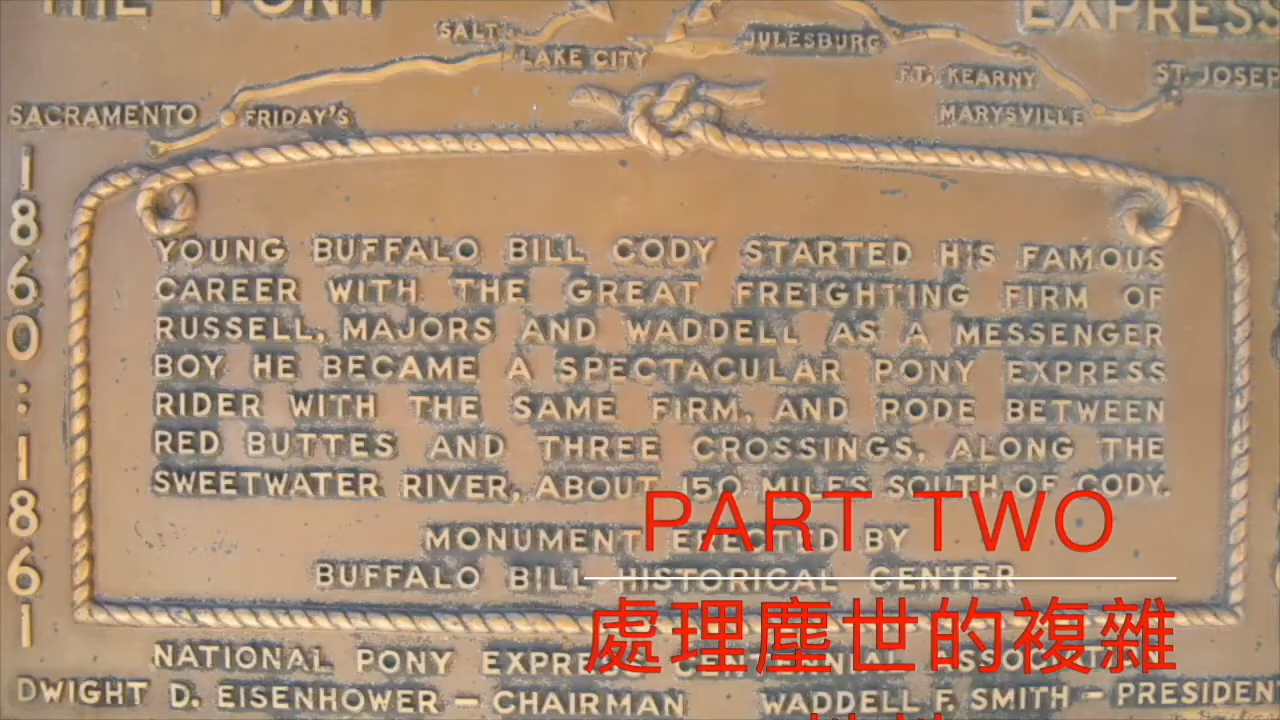 THE PONY EXPRESS
SALT LAKE CITY
JULESBURG
FT. KEARNY
ST. JOSEP
MARYSVILLE
SACRAMENTO
FRIDAY'S
1860:1861
YOUNG BUFFALO BILL CODY STARTED HIS FAMOUS
CAREER WITH THE GREAT FREIGHTING FIRM OF
RUSSELL, MAJORS AND WADDELL AS A MESSENGER
BOY HE BECAME A SPECTACULAR PONY EXPRESS
RIDER WITH THE SAME FIRM, AND RODE BETWEEN
RED BUTTES AND THREE CROSSINGS, ALONG THE
SWEETWATER RIVER, ABOUT 150 MILES SOUTH OF CODY.
PART TWO
MONUMENT ERECTED BY
BUFFALO BILL HISTORICAL CENTER
處理塵世的複雜
NATIONAL PONY EXPRESS CENTENNIAL ASSOCIAT
DWIGHT D. EISENHOWER – CHAIRMAN WADDELL F. SMITH – PRESIDEN